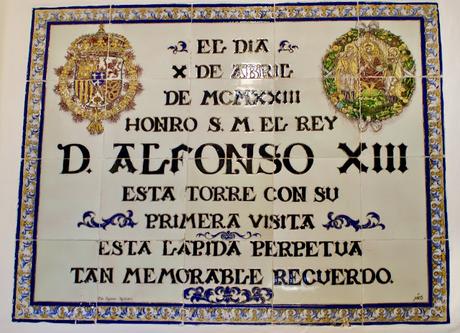 EL DIA
X DE ABRIL
DE MCMXXIII
HONRO S. M. EL REY
D. ALFONSO XIII
ESTA TORRE CON SU
PRIMERA VISITA
ESTA LAPIDA PERPETUA
TAN MEMORABLE RECUERDO.